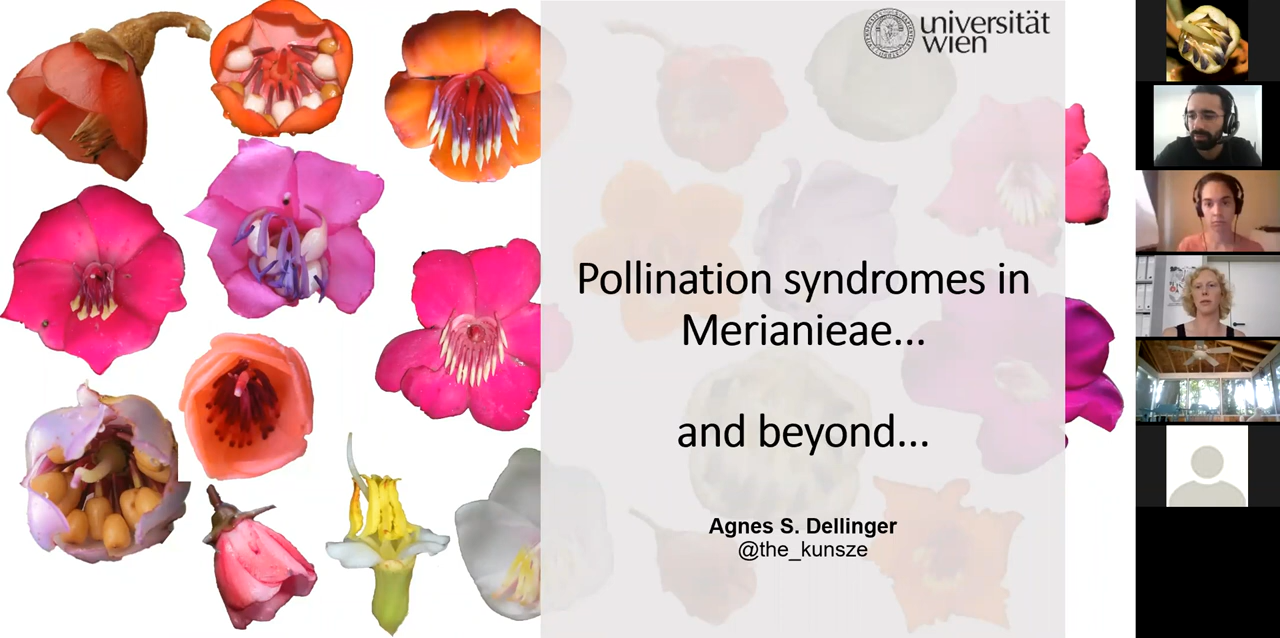 universität
wien
Pollination syndromes in
Merianieae...
and beyond...
Agnes S. Dellinger
@the_kunsze